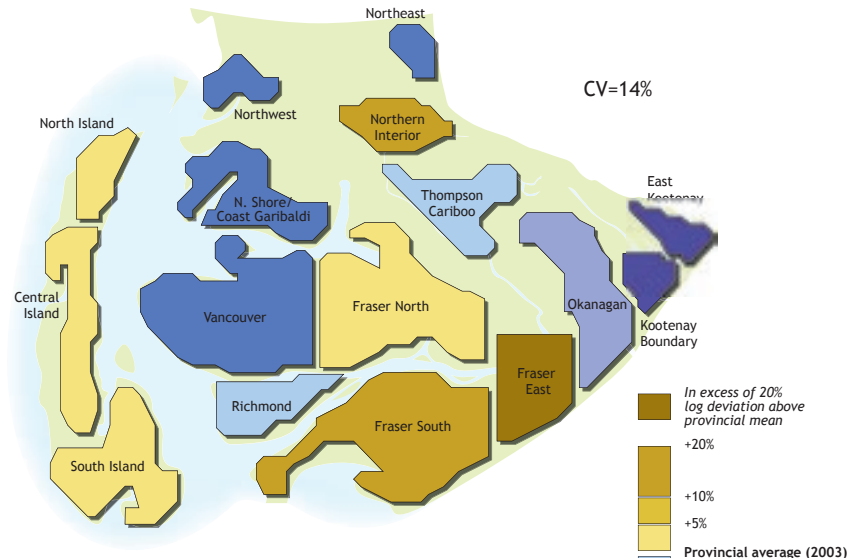 Northeast
CV=14%
Northwest
North Island
Northern
Interior
N. Shore/
Coast Garibaldi
Thompson
Cariboo
East
Kootenay
Central
Island
Vancouver
Fraser North
Okanagan
Kootenay
Boundary
Richmond
Fraser
East
Fraser South
South Island
In excess of 20%
log deviation above
provincial mean
+20%
+10%
+5%
Provincial average (2003)